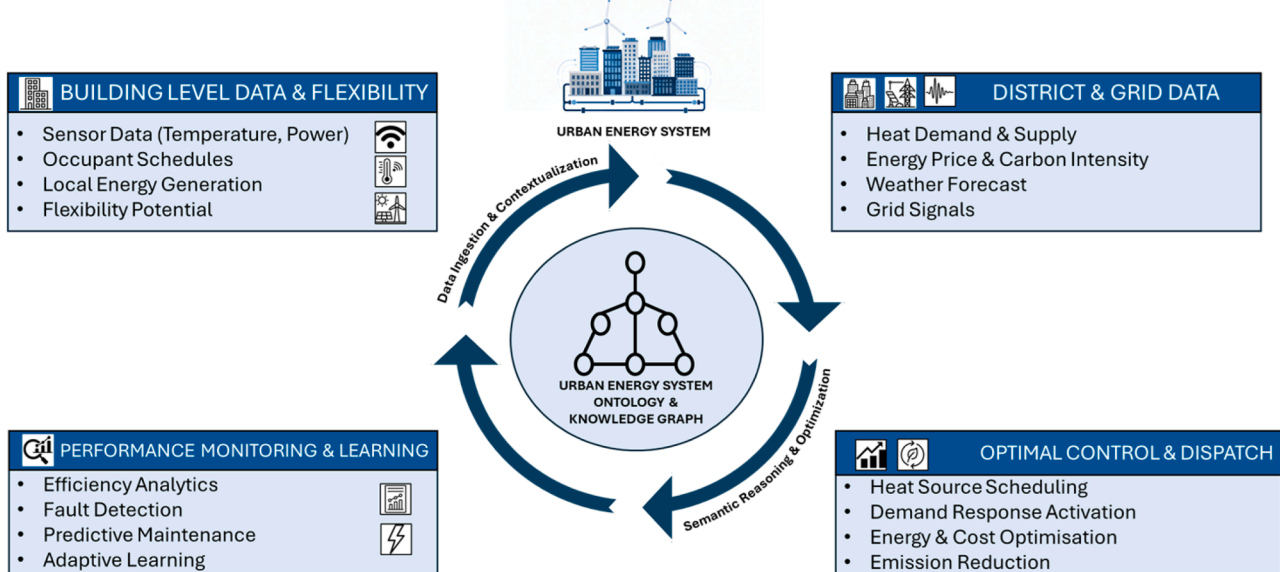 URBAN ENERGY SYSTEM
BUILDING LEVEL DATA & FLEXIBILITY
• Sensor Data (Temperature, Power)
• Occupant Schedules
• Local Energy Generation
• Flexibility Potential
DISTRICT & GRID DATA
• Heat Demand & Supply
• Energy Price & Carbon Intensity
• Weather Forecast
• Grid Signals
Data Ingestion & Contextualization
URBAN ENERGY SYSTEM
ONTOLOGY &
KNOWLEDGE GRAPH
Semantic Reasoning & Optimization
PERFORMANCE MONITORING & LEARNING
• Efficiency Analytics
• Fault Detection
• Predictive Maintenance
• Adaptive Learning
OPTIMAL CONTROL & DISPATCH
• Heat Source Scheduling
• Demand Response Activation
• Energy & Cost Optimisation
• Emission Reduction